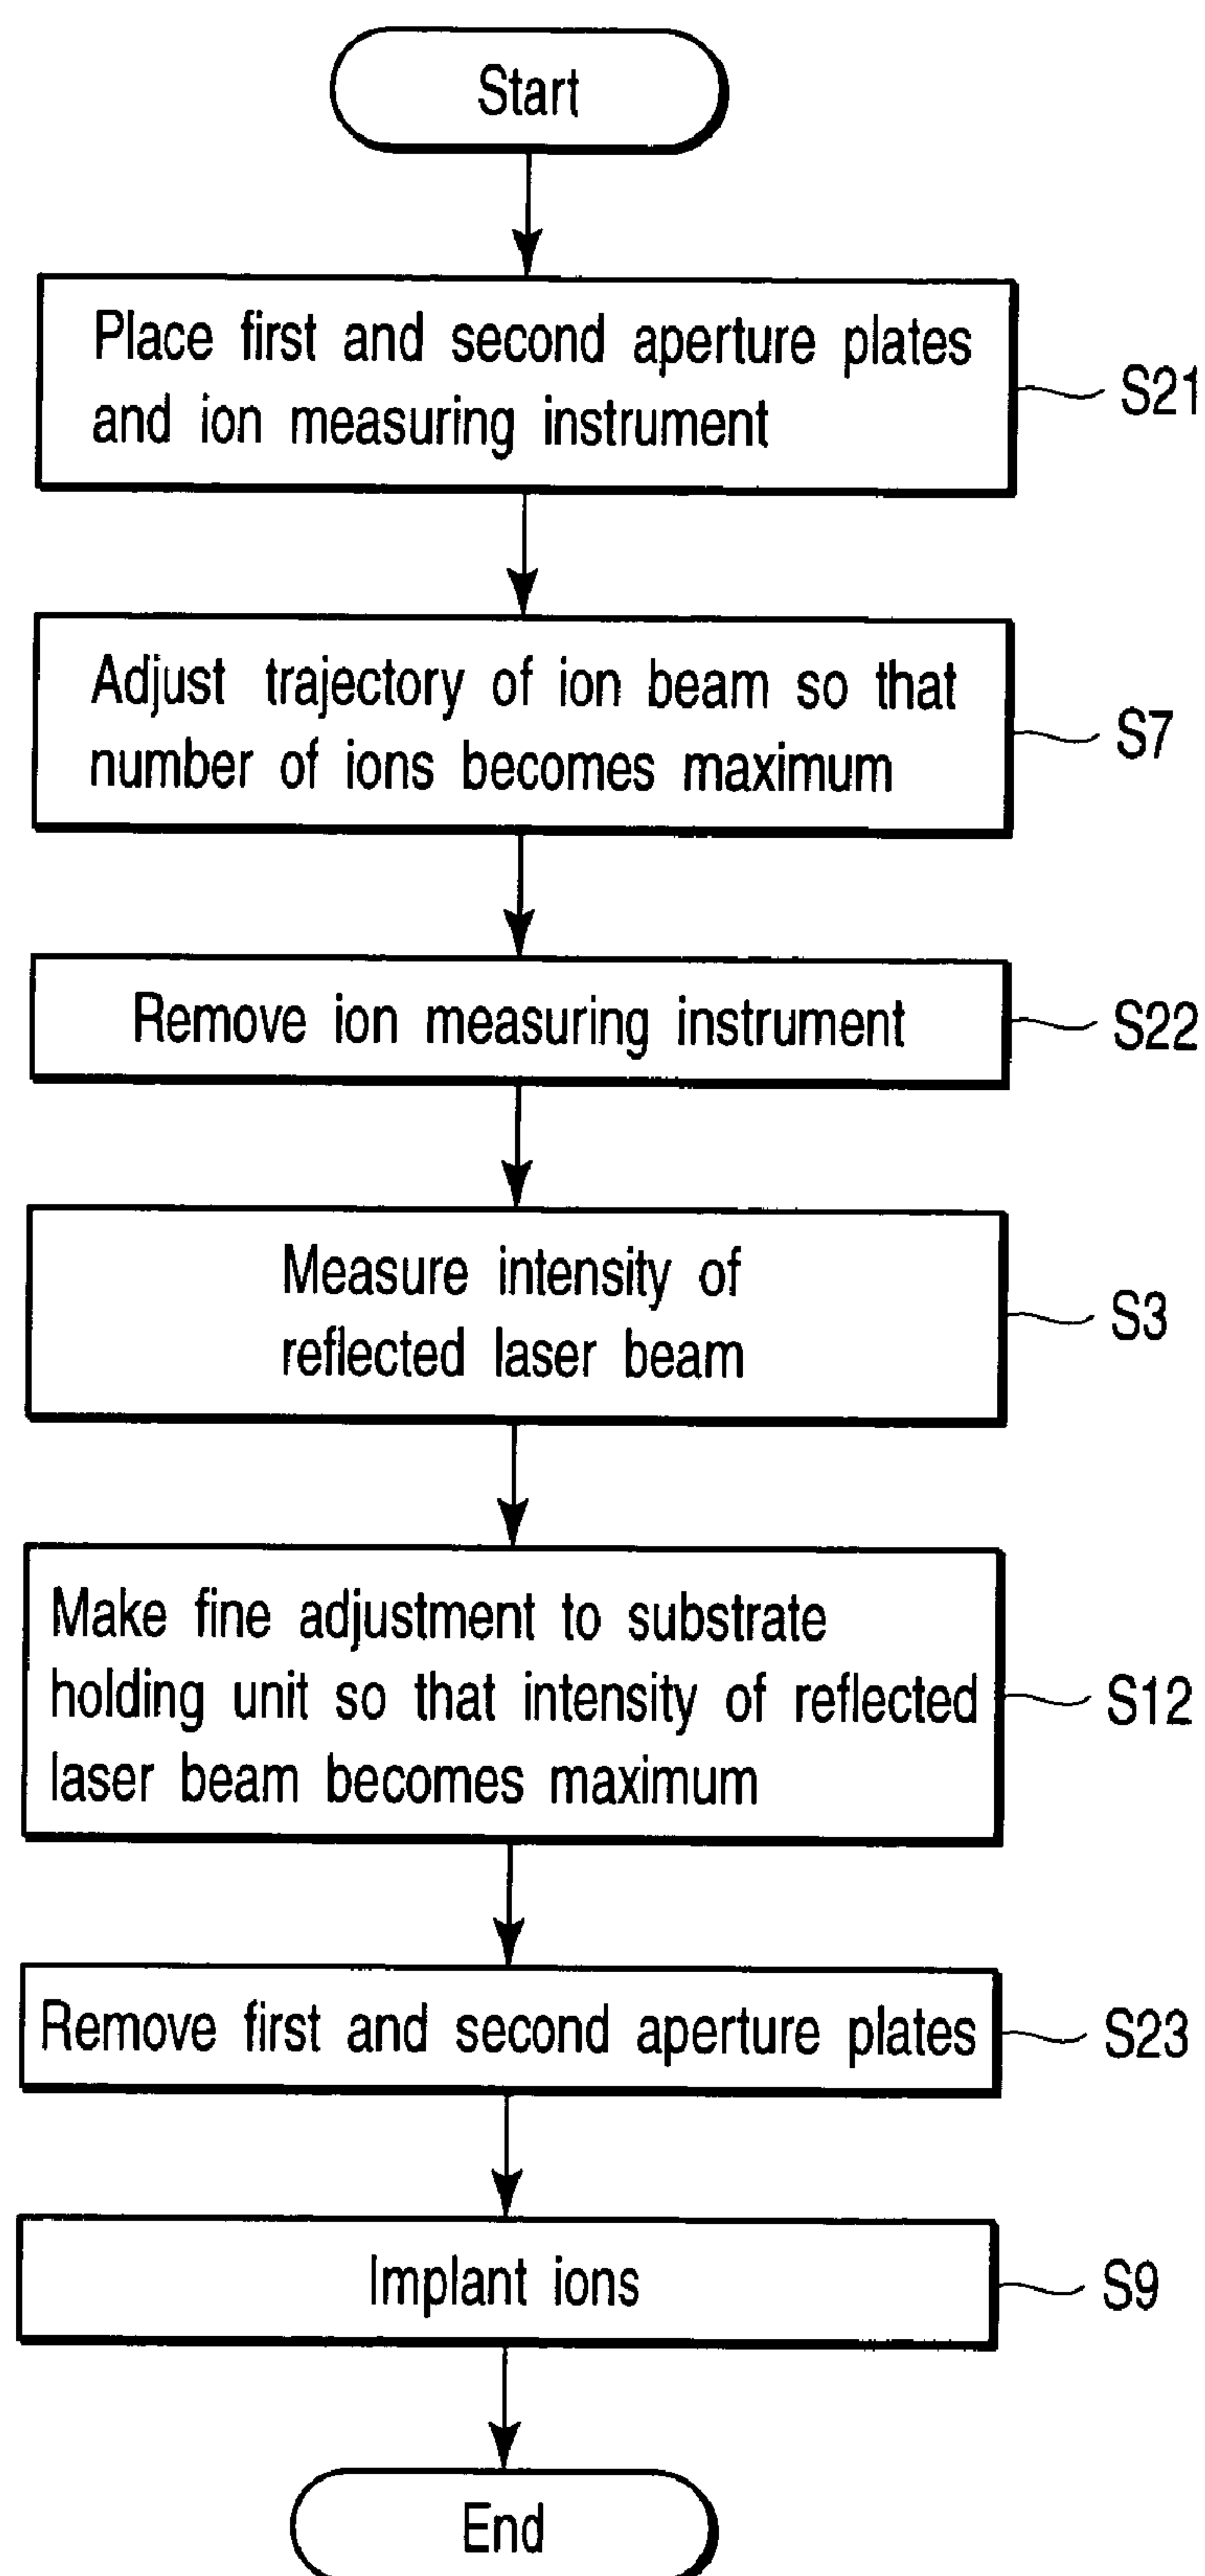 Start
Place first and second aperture plates
and ion measuring instrument
S21
Adjust trajectory of ion beam so that
number of ions becomes maximum
S7
Remove ion measuring instrument
S22
Measure intensity of
reflected laser beam
S3
Make fine adjustment to substrate
holding unit so that intensity of reflected
laser beam becomes maximum
S12
Remove first and second aperture plates
S23
Implant ions
S9
End